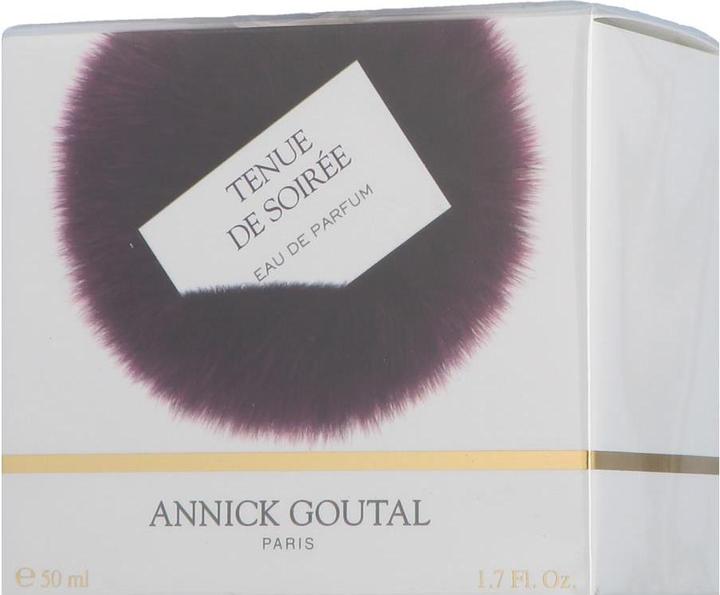 TENUE
DE SOIRÉE
EAU DE PARFUM
ANNICK GOUTAL
PARIS
℮ 50 ml
1.7 Fl. Oz.